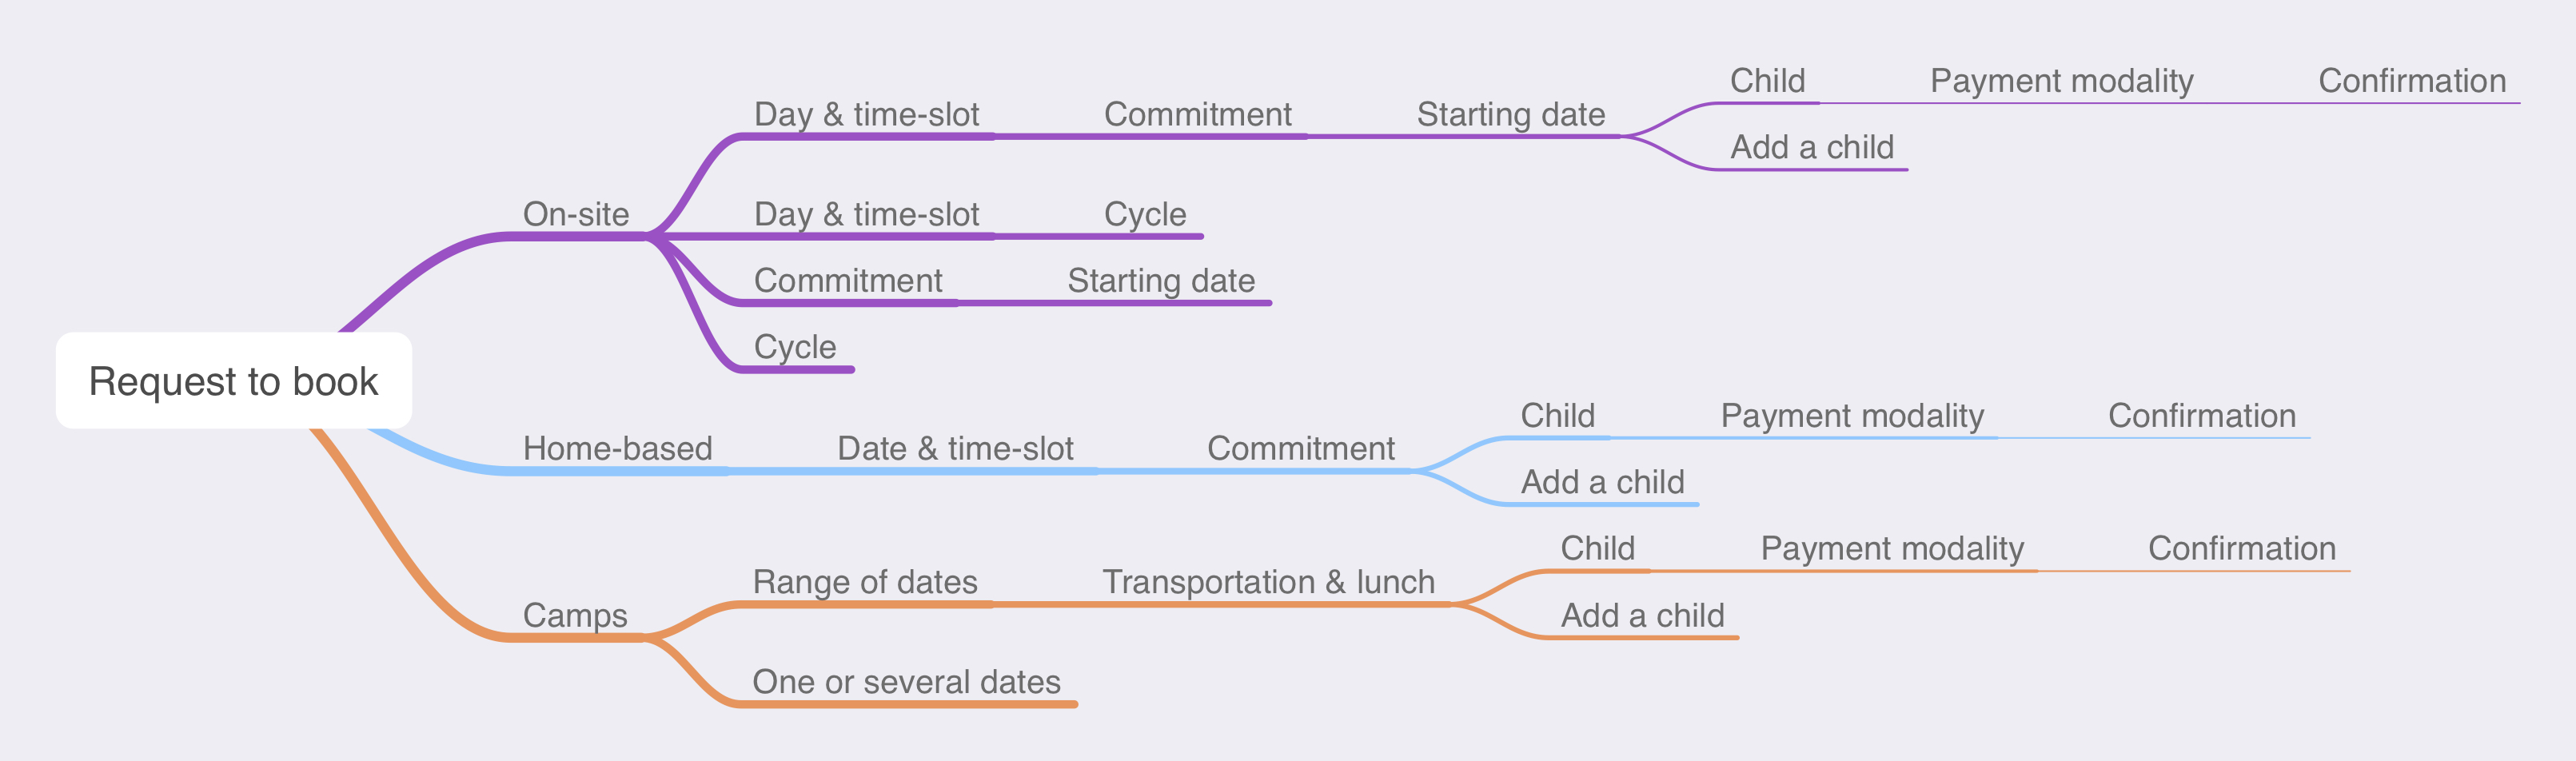 Request to book
On-site
Day & time-slot
Commitment
Starting date
Child
Payment modality
Confirmation
Add a child
Day & time-slot
Cycle
Commitment
Starting date
Cycle
Home-based
Date & time-slot
Commitment
Child
Payment modality
Confirmation
Add a child
Camps
Range of dates
Transportation & lunch
Child
Payment modality
Confirmation
Add a child
One or several dates